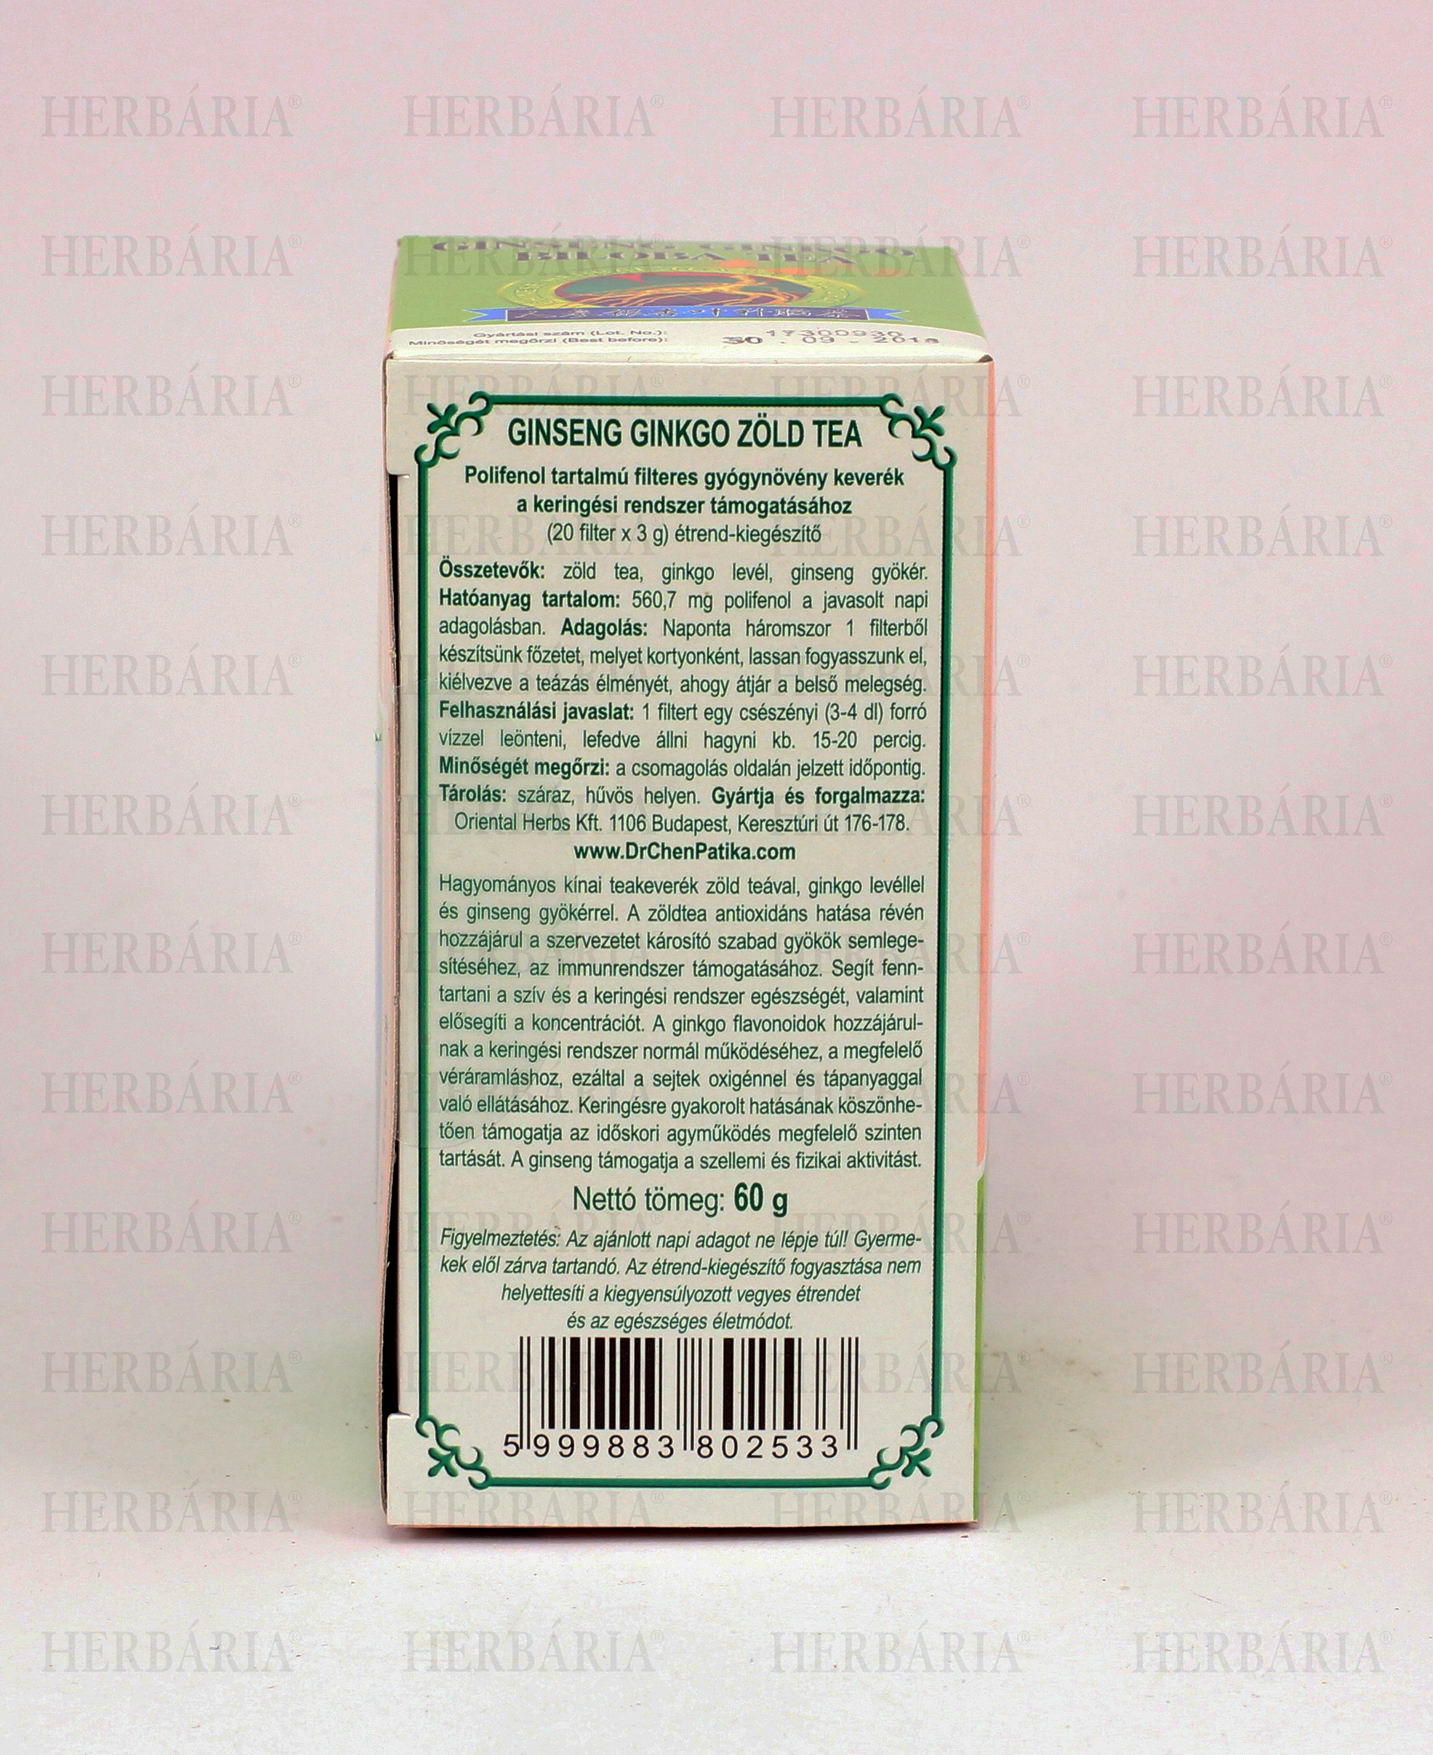 GINSENG GINKGO
BILOBA TEA
Gyártási szám (Lot. No.): 17300930
Minőségét megőrzi (Best before): 30 . 09 . 2018
GINSENG GINKGO ZÖLD TEA
Polifenol tartalmú filteres gyógynövény keverék
a keringési rendszer támogatásához
(20 filter x 3 g) étrend-kiegészítő
Összetevők: zöld tea, ginkgo levél, ginseng gyökér.
Hatóanyag tartalom: 560,7 mg polifenol a javasolt napi
adagolásban. Adagolás: Naponta háromszor 1 filterből
készítsünk főzetet, melyet kortyonként, lassan fogyasszunk el,
kiélvezve a teázás élményét, ahogy átjár a belső melegség.
Felhasználási javaslat: 1 filtert egy csészényi (3-4 dl) forró
vízzel leönteni, lefedve állni hagyni kb. 15-20 percig.
Minőségét megőrzi: a csomagolás oldalán jelzett időpontig.
Tárolás: száraz, hűvös helyen. Gyártja és forgalmazza:
Oriental Herbs Kft. 1106 Budapest, Keresztúri út 176-178.
www.DrChenPatika.com
Hagyományos kínai teakeverék zöld teával, ginkgo levéllel
és ginseng gyökérrel. A zöldtea antioxidáns hatása révén
hozzájárul a szervezetet károsító szabad gyökök semlege-
sítéséhez, az immunrendszer támogatásához. Segít fenn-
tartani a szív és a keringési rendszer egészségét, valamint
elősegíti a koncentrációt. A ginkgo flavonoidok hozzájárul-
nak a keringési rendszer normál működéséhez, a megfelelő
véráramláshoz, ezáltal a sejtek oxigénnel és tápanyaggal
való ellátásához. Keringésre gyakorolt hatásának köszönhe-
tően támogatja az időskori agyműködés megfelelő szinten
tartását. A ginseng támogatja a szellemi és fizikai aktivitást.
Nettó tömeg: 60 g
Figyelmeztetés: Az ajánlott napi adagot ne lépje túl! Gyerme-
kek elől zárva tartandó. Az étrend-kiegészítő fogyasztása nem
helyettesíti a kiegyensúlyozott vegyes étrendet
és az egészséges életmódot.
5 999883 802533
HERBÁRIA®